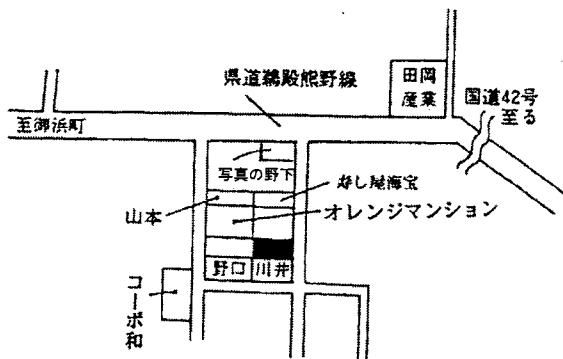 県道鵜殿熊野線
田岡
産業
国道42号
至る
至御浜町
写真の野下
寿し屋海宝
山本
オレンジマンション
野口
川井
コーポ和